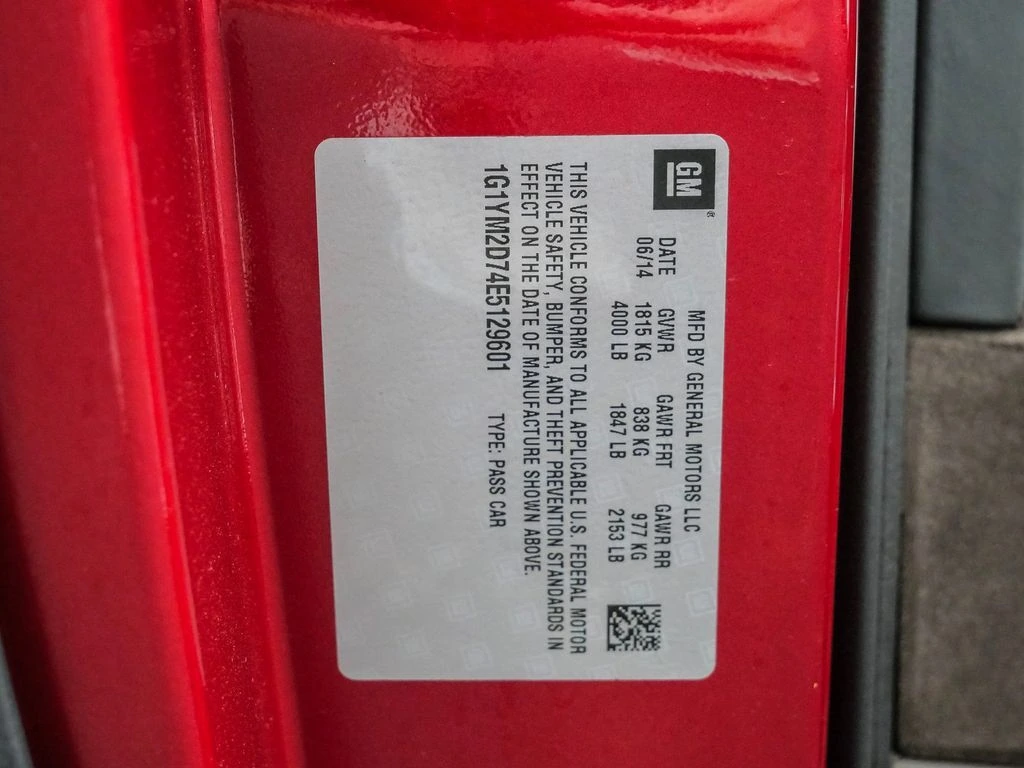 GM®
MFD BY GENERAL MOTORS LLC
DATE GVWR GAWR FRT GAWR RR
06/14 1815 KG 838 KG 977 KG
4000 LB 1847 LB 2153 LB
THIS VEHICLE CONFORMS TO ALL APPLICABLE U.S. FEDERAL MOTOR
VEHICLE SAFETY, BUMPER, AND THEFT PREVENTION STANDARDS IN
EFFECT ON THE DATE OF MANUFACTURE SHOWN ABOVE.
1G1YM2D74E5129601 TYPE: PASS CAR